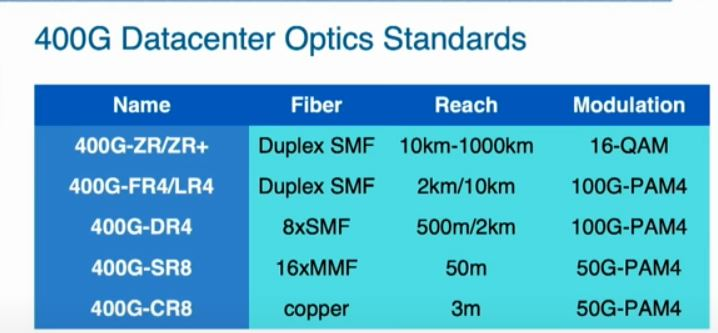 400G Datacenter Optics Standards
Name Fiber Reach Modulation
400G-ZR/ZR+ Duplex SMF 10km-1000km 16-QAM
400G-FR4/LR4 Duplex SMF 2km/10km 100G-PAM4
400G-DR4 8xSMF 500m/2km 100G-PAM4
400G-SR8 16xMMF 50m 50G-PAM4
400G-CR8 copper 3m 50G-PAM4